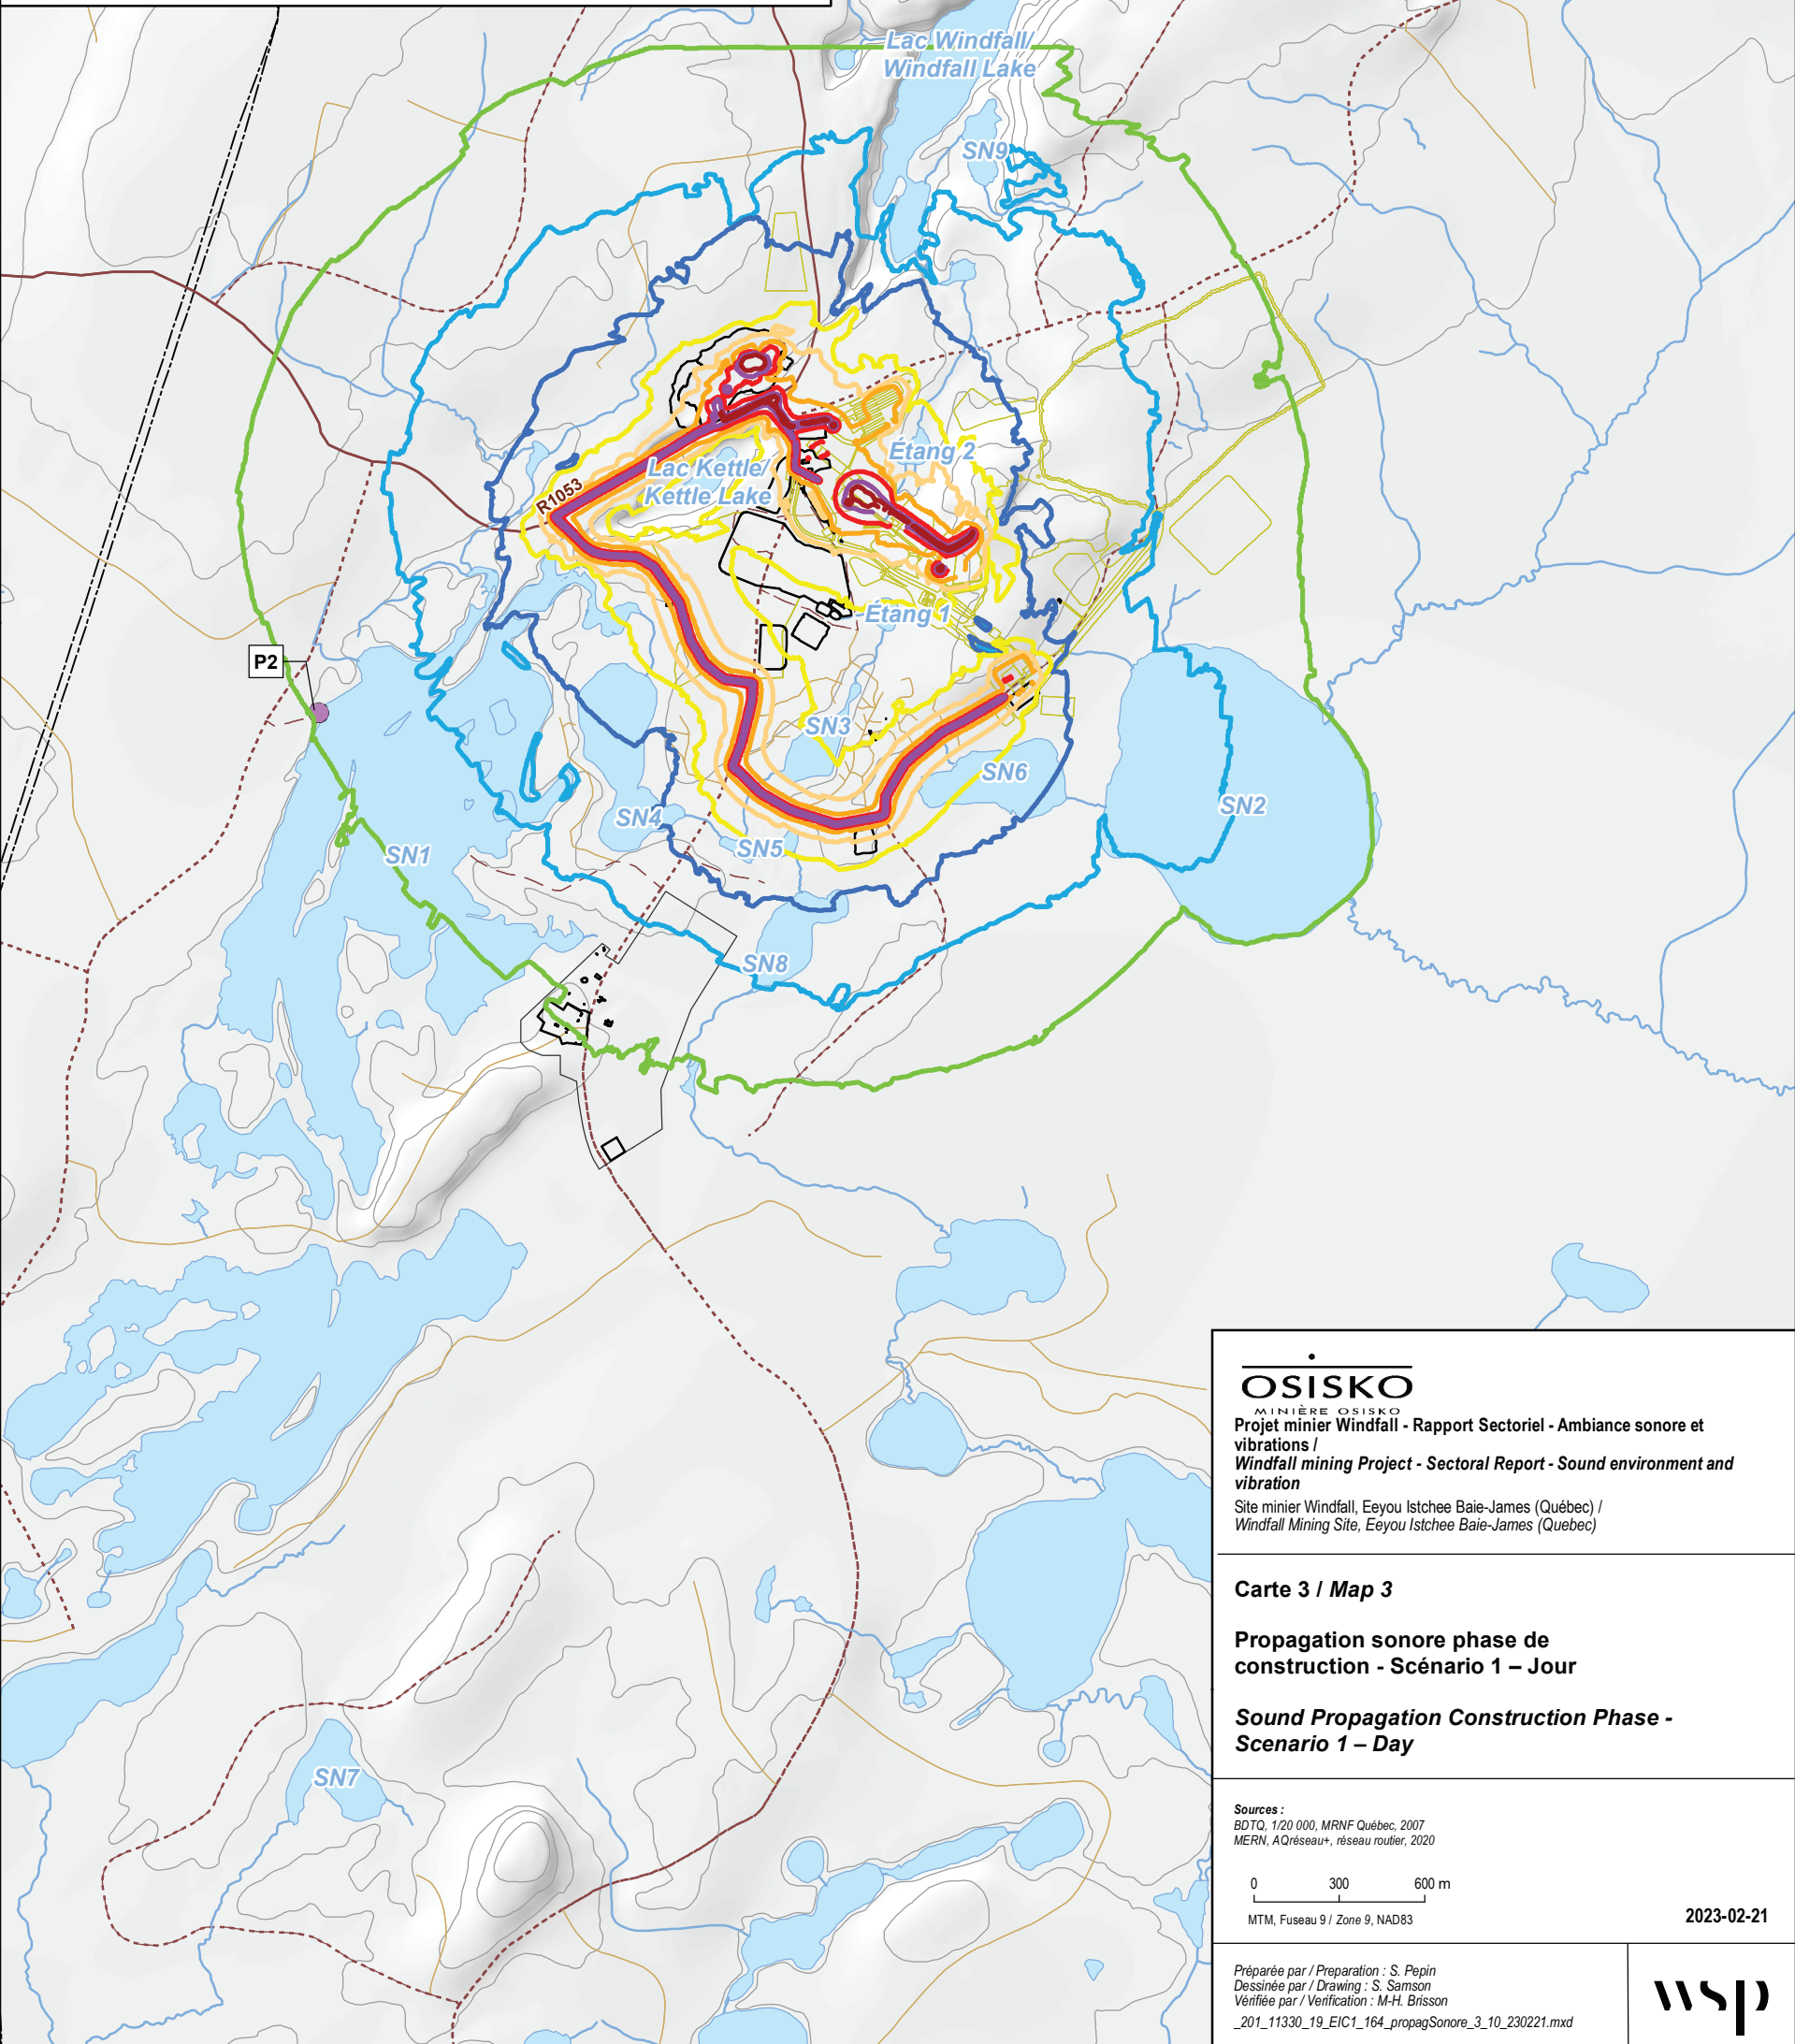 Lac Windfall/
Windfall Lake
SN9
Étang 2
Lac Kettle/
Kettle Lake
R1053
Étang 1
P2
SN3
SN6
SN2
SN4
SN5
SN1
SN8
SN7
OSISKO
MINIÈRE OSISKO
Projet minier Windfall - Rapport Sectoriel - Ambiance sonore et
vibrations /
Windfall mining Project - Sectoral Report - Sound environment and
vibration
Site minier Windfall, Eeyou Istchee Baie-James (Québec) /
Windfall Mining Site, Eeyou Istchee Baie-James (Quebec)
Carte 3 / Map 3
Propagation sonore phase de
construction - Scénario 1 – Jour
Sound Propagation Construction Phase -
Scenario 1 – Day
Sources :
BDTQ, 1/20 000, MRNF Québec, 2007
MERN, AQréseau+, réseau routier, 2020
0 300 600 m
MTM, Fuseau 9 / Zone 9, NAD83
2023-02-21
Préparée par / Preparation : S. Pepin
Dessinée par / Drawing : S. Samson
Vérifiée par / Verification : M-H. Brisson
_201_11330_19_EIC1_164_propagSonore_3_10_230221.mxd
wsp